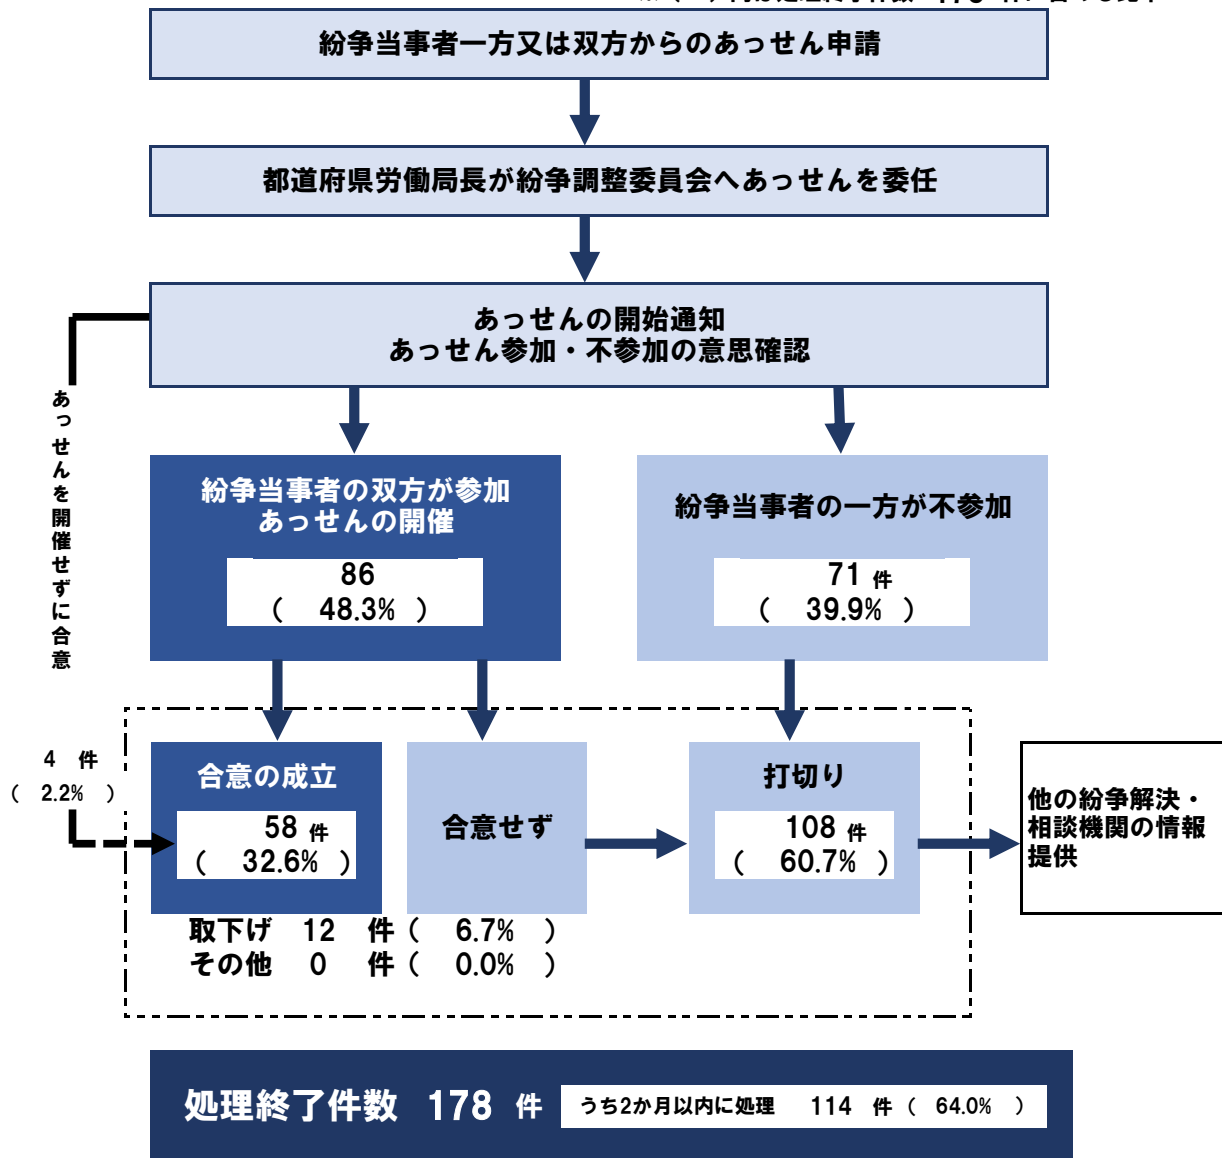 紛争当事者一方又は双方からのあっせん申請
都道府県労働局長が紛争調整委員会へあっせんを委任
あっせんの開始通知
あっせん参加・不参加の意思確認
あっせんを開催せずに合意
紛争当事者の双方が参加
あっせんの開催
86
( 48.3% )
紛争当事者の一方が不参加
71 件
( 39.9% )
4 件
( 2.2% )
合意の成立
58 件
( 32.6% )
合意せず
打切り
108 件
( 60.7% )
他の紛争解決・
相談機関の情報
提供
取下げ 12 件 ( 6.7% )
その他 0 件 ( 0.0% )
処理終了件数 178 件
うち2か月以内に処理 114 件 ( 64.0% )